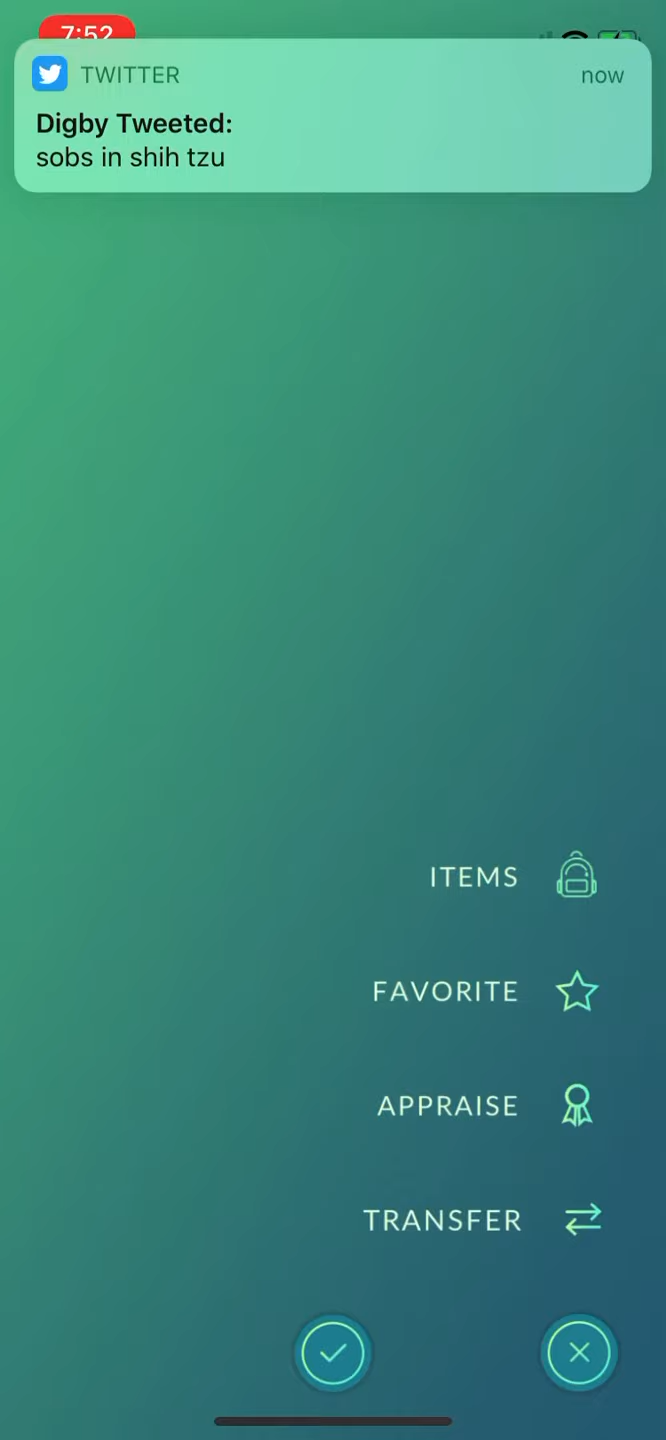 7:52
TWITTER
now
Digby Tweeted:
sobs in shih tzu
ITEMS
FAVORITE
APPRAISE
TRANSFER